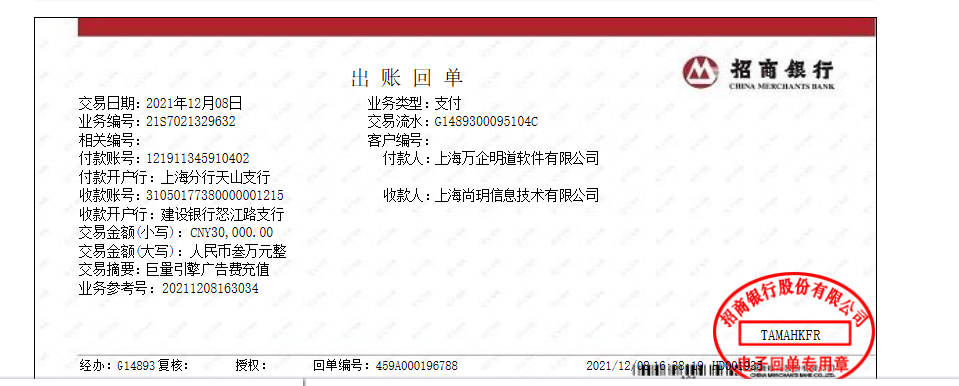 招商银行
CHINA MERCHANTS BANK
出 账 回 单
交易日期：2021年12月08日 业务类型：支付
业务编号：21S7021329632 交易流水：G1489300095104C
相关编号： 客户编号：
付款账号：121911345910402 付款人：上海万企明道软件有限公司
付款开户行：上海分行天山支行
收款账号：31050177380000001215 收款人：上海尚玥信息技术有限公司
收款开户行：建设银行怒江路支行
交易金额(小写)：CNY30,000.00
交易金额(大写)：人民币叁万元整
交易摘要：巨量引擎广告费充值
业务参考号：20211208163034
招商银行股份有限公司
TAMAHKFR
电子回单专用章
经办：G14893 复核： 授权： 回单编号：459A000196788 2021/12/08